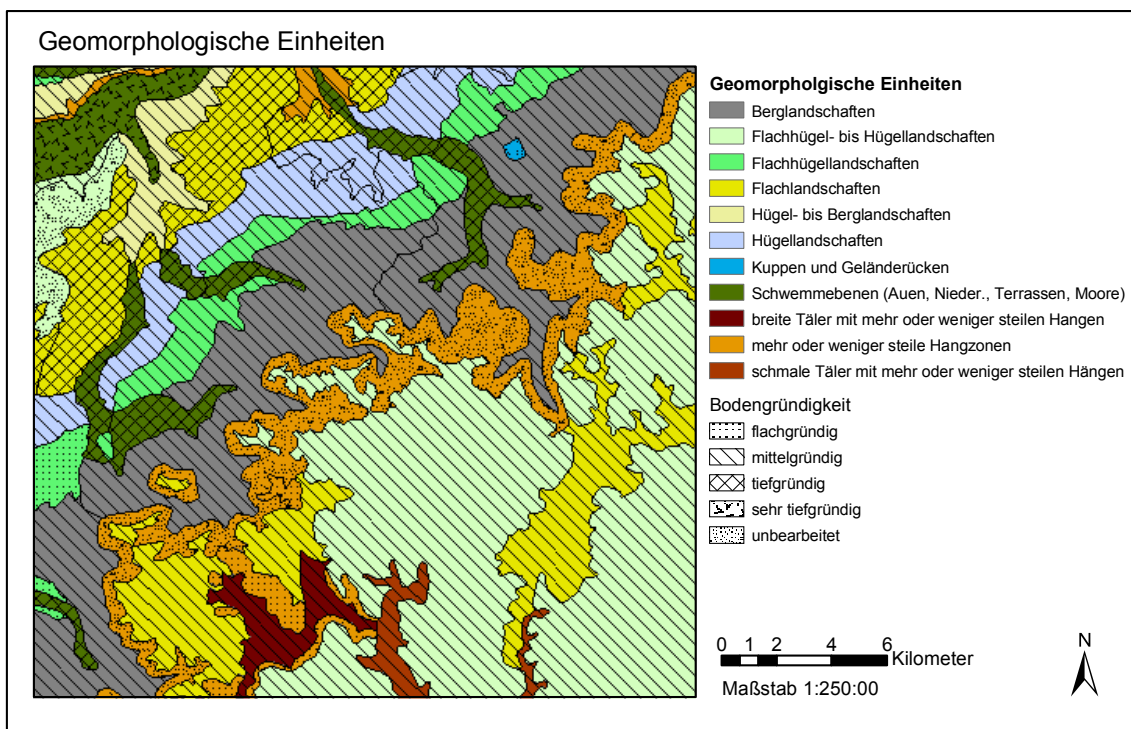 Geomorphologische Einheiten
Geomorpholgische Einheiten
Berglandschaften
Flachhügel- bis Hügellandschaften
Flachhügellandschaften
Flachlandschaften
Hügel- bis Berglandschaften
Hügellandschaften
Kuppen und Geländerücken
Schwemmebenen (Auen, Nieder., Terrassen, Moore)
breite Täler mit mehr oder weniger steilen Hangen
mehr oder weniger steile Hangzonen
schmale Täler mit mehr oder weniger steilen Hängen
Bodengründigkeit
flachgründig
mittelgründig
tiefgründig
sehr tiefgründig
unbearbeitet
0 1 2 4 6
Kilometer
Maßstab 1:250:00
N